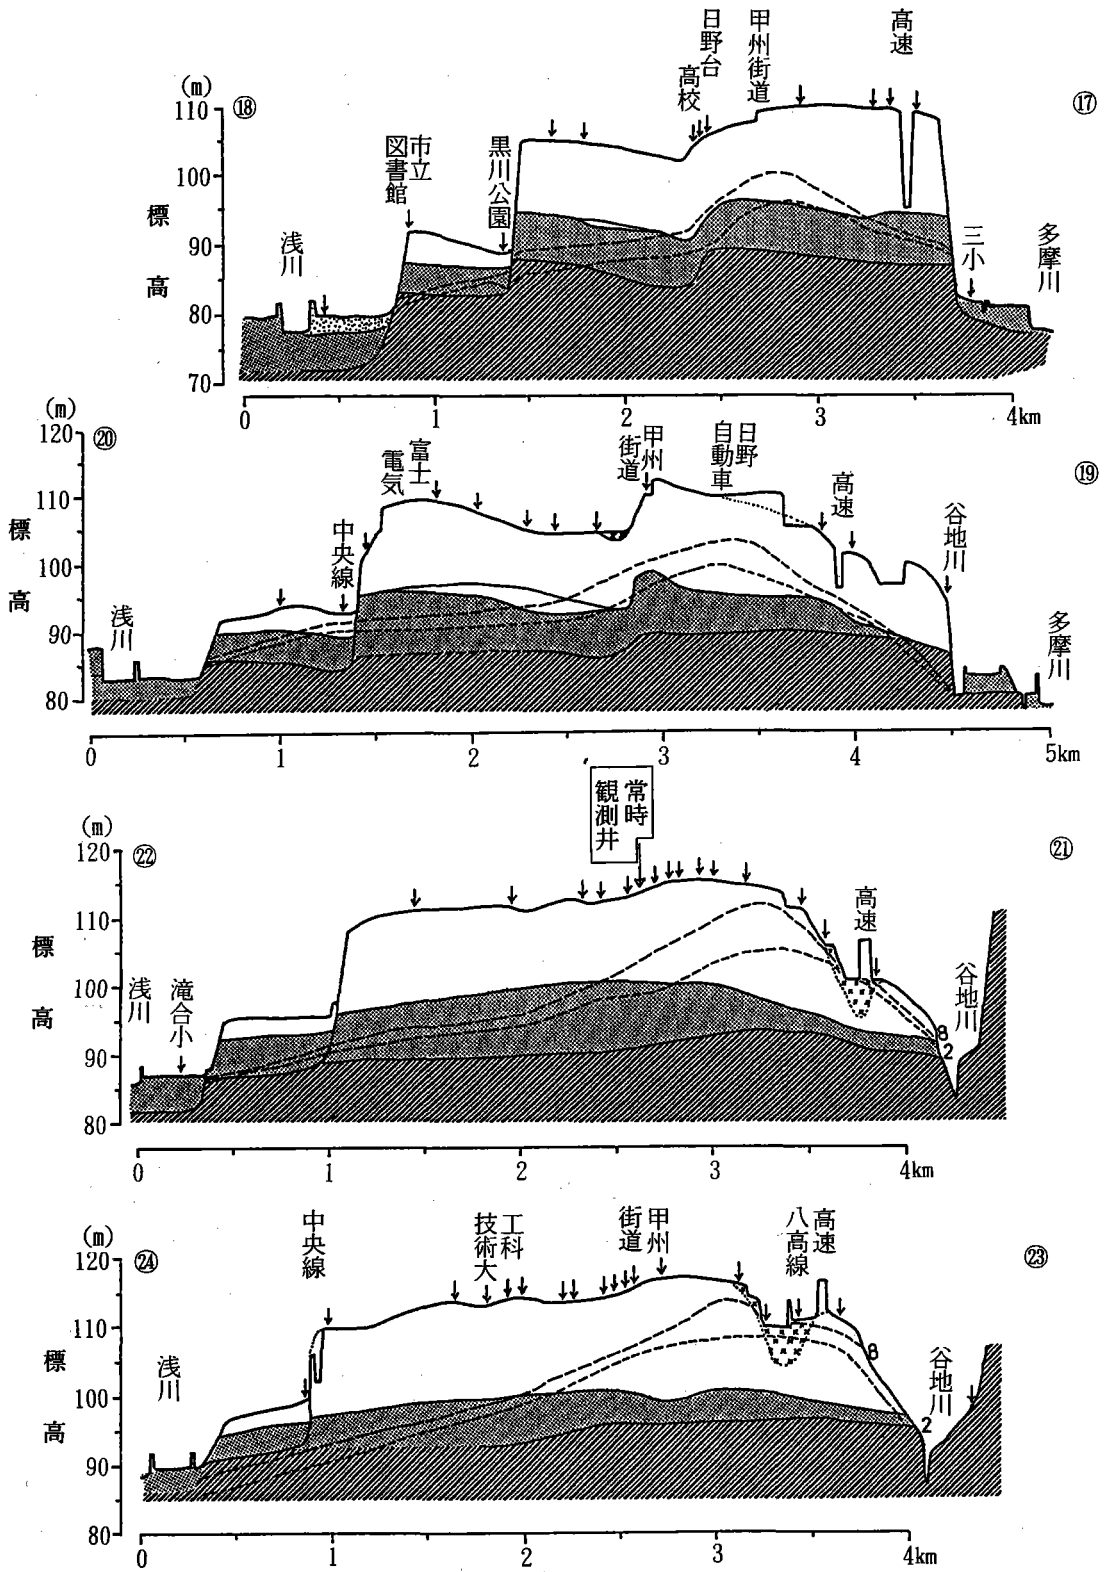 (m)
⑱
⑰
110
100
90
80
70
標高
浅川
市立
図書館
黒川公園
日野台
高校
甲州街道
高速
三小
多摩川
0
1
2
3
4km
(m)
⑳
⑲
120
110
100
90
80
標高
浅川
中央線
富士
電気
甲州
街道
日野
自動車
高速
谷地川
多摩川
0
1
2
3
4
5km
常時
観測井
(m)
㉒
㉑
120
110
100
90
80
標高
浅川
滝合小
高速
谷地川
8
2
0
1
2
3
4km
(m)
㉔
㉓
120
110
100
90
80
標高
浅川
中央線
工科
技術大
甲州
街道
高速
八高線
谷地川
8
2
0
1
2
3
4km